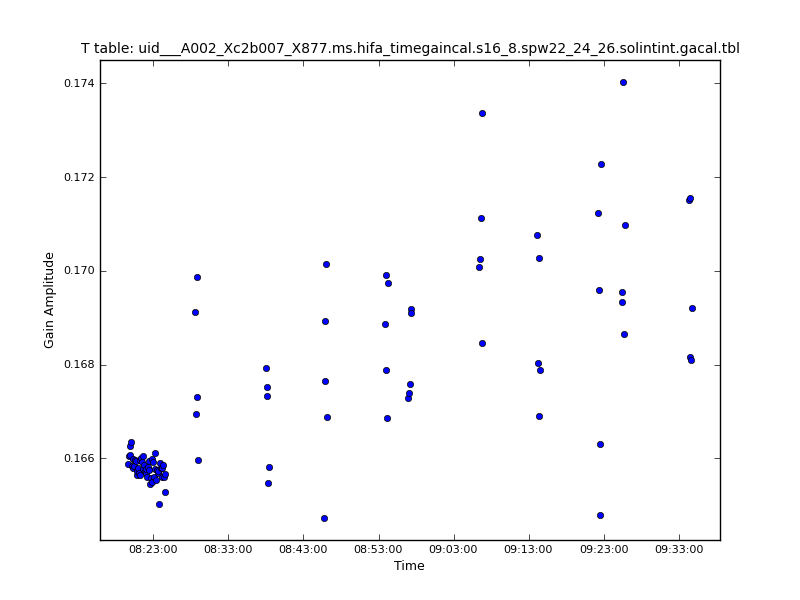 T table: uid___A002_Xc2b007_X877.ms.hifa_timegaincal.s16_8.spw22_24_26.solintint.gacal.tbl
0.174
0.172
0.170
0.168
0.166
Gain Amplitude
08:23:00 08:33:00 08:43:00 08:53:00 09:03:00 09:13:00 09:23:00 09:33:00
Time